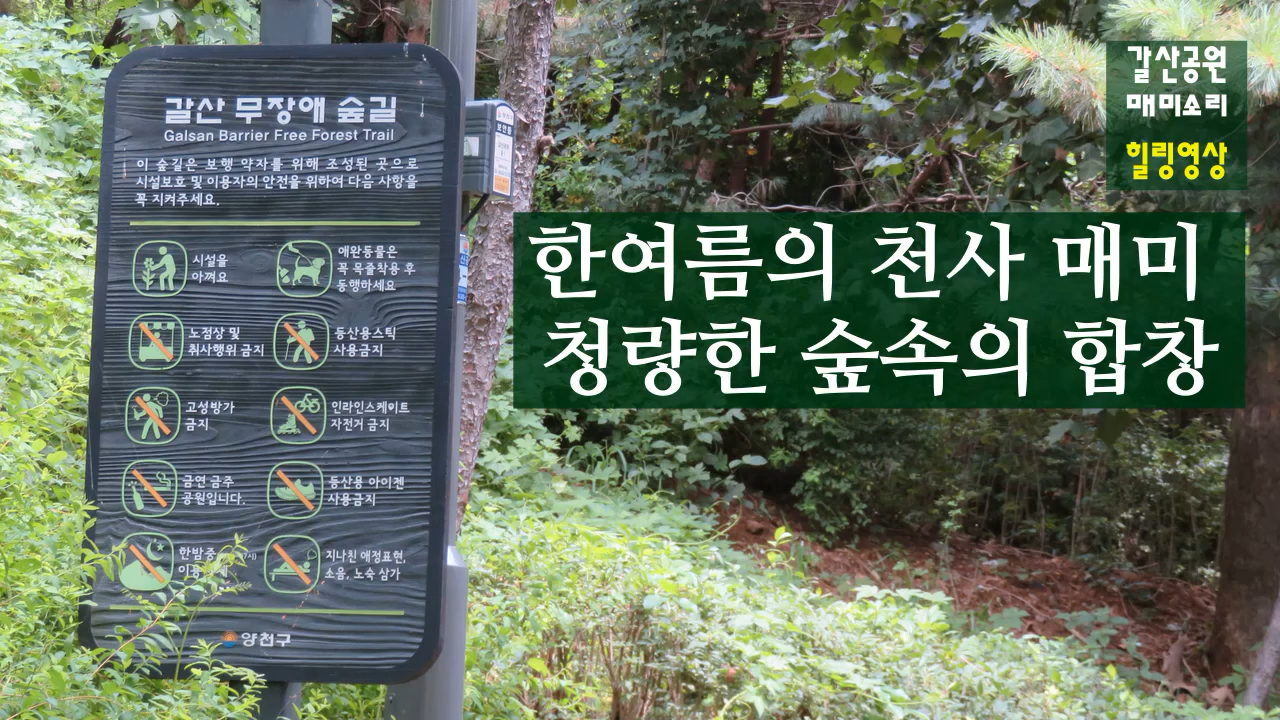 갈산 무장애 숲길
Galsan Barrier Free Forest Trail
이 숲길은 보행 약자를 위해 조성된 곳으로
시설보호 및 이용자의 안전을 위하여 다음 사항을
꼭 지켜주세요.
시설을
아껴요
애완동물은
꼭 목줄착용 후
동행하세요
노점상 및
취사행위 금지
등산용스틱
사용금지
고성방가
금지
인라인스케이트
자전거 금지
금연 금주
공원입니다.
등산용 아이젠
사용금지
한밤중
지나친 애정표현,
소음, 노숙 삼가
양천구
갈산공원
매미소리
힐링영상
한여름의 천사 매미
청량한 숲속의 합창